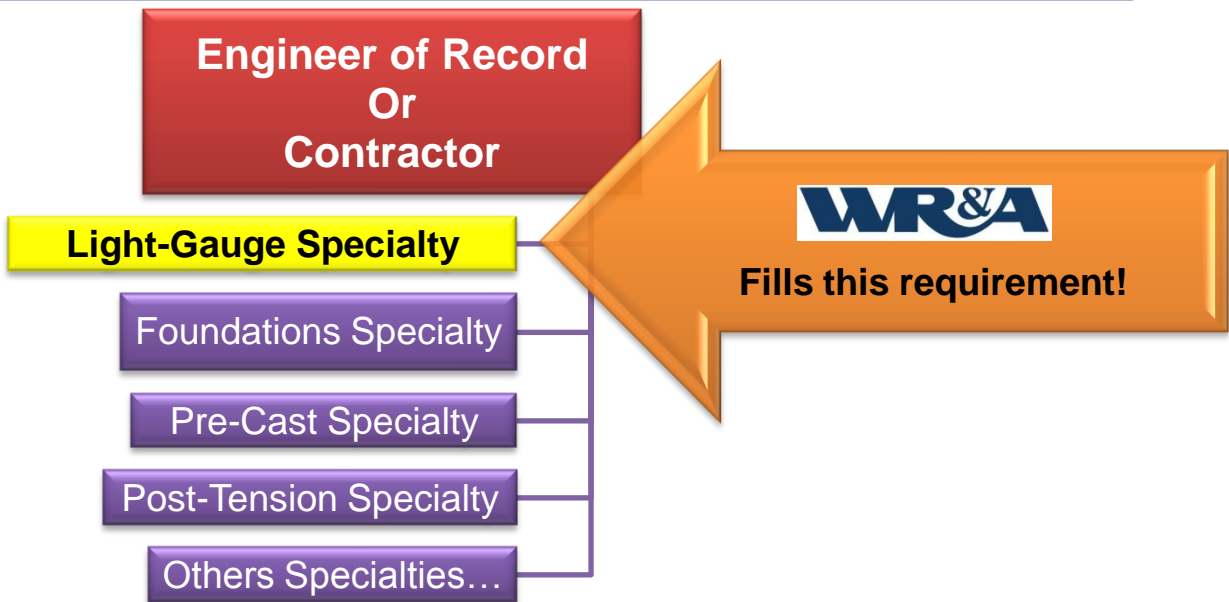 Engineer of Record
Or
Contractor
Light-Gauge Specialty
WR&A
Fills this requirement!
Foundations Specialty
Pre-Cast Specialty
Post-Tension Specialty
Others Specialties…